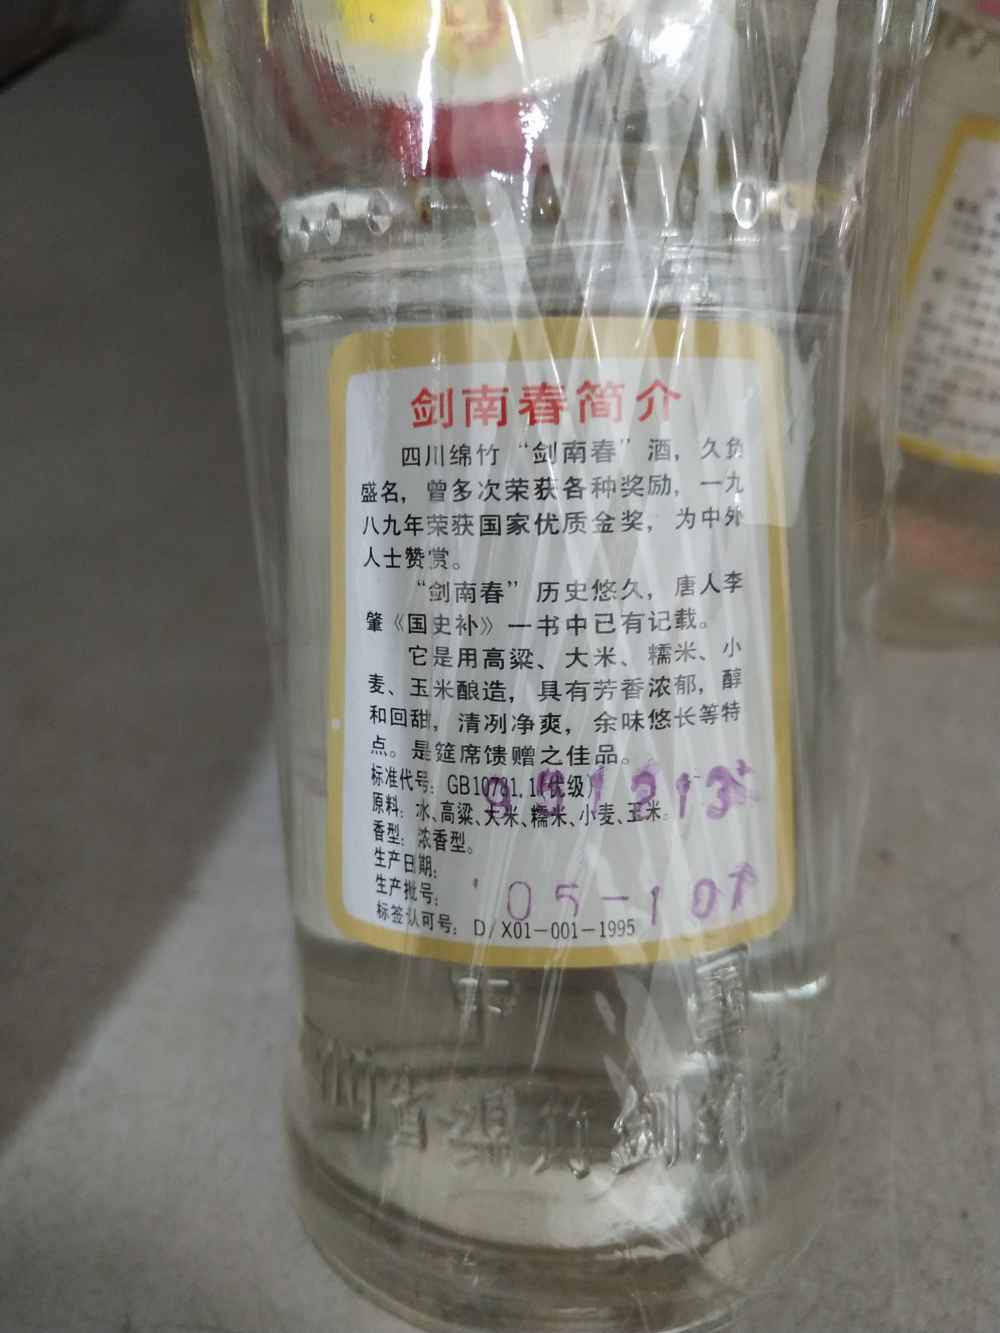 剑南春简介
四川绵竹“剑南春”酒，久负
盛名，曾多次荣获各种奖励，一九
八九年荣获国家优质金奖，为中外
人士赞赏。
“剑南春”历史悠久，唐人李
肇《国史补》一书中已有记载。
它是用高粱、大米、糯米、小
麦、玉米酿造，具有芳香浓郁，醇
和回甜，清冽净爽，余味悠长等特
点。是筵席馈赠之佳品。
标准代号：GB10781.1(优级)
原料：水、高粱、大米、糯米、小麦、玉米。
香型：浓香型。
生产日期：
生产批号：
05-107
标签认可号：D/X01-001-1995
中国
省绵竹剑